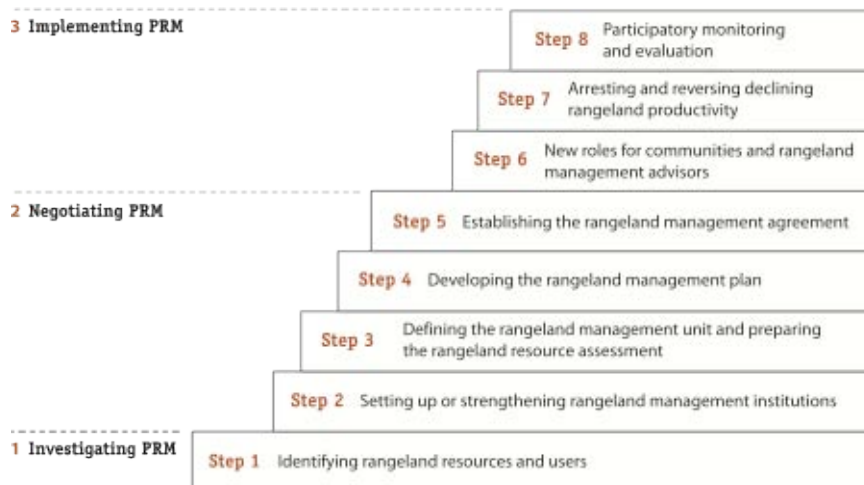 3 Implementing PRM
Step 8 Participatory monitoring
and evaluation
Step 7 Arresting and reversing declining
rangeland productivity
Step 6 New roles for communities and rangeland
management advisors
2 Negotiating PRM
Step 5 Establishing the rangeland management agreement
Step 4 Developing the rangeland management plan
Step 3 Defining the rangeland management unit and preparing
the rangeland resource assessment
Step 2 Setting up or strengthening rangeland management institutions
1 Investigating PRM
Step 1 Identifying rangeland resources and users